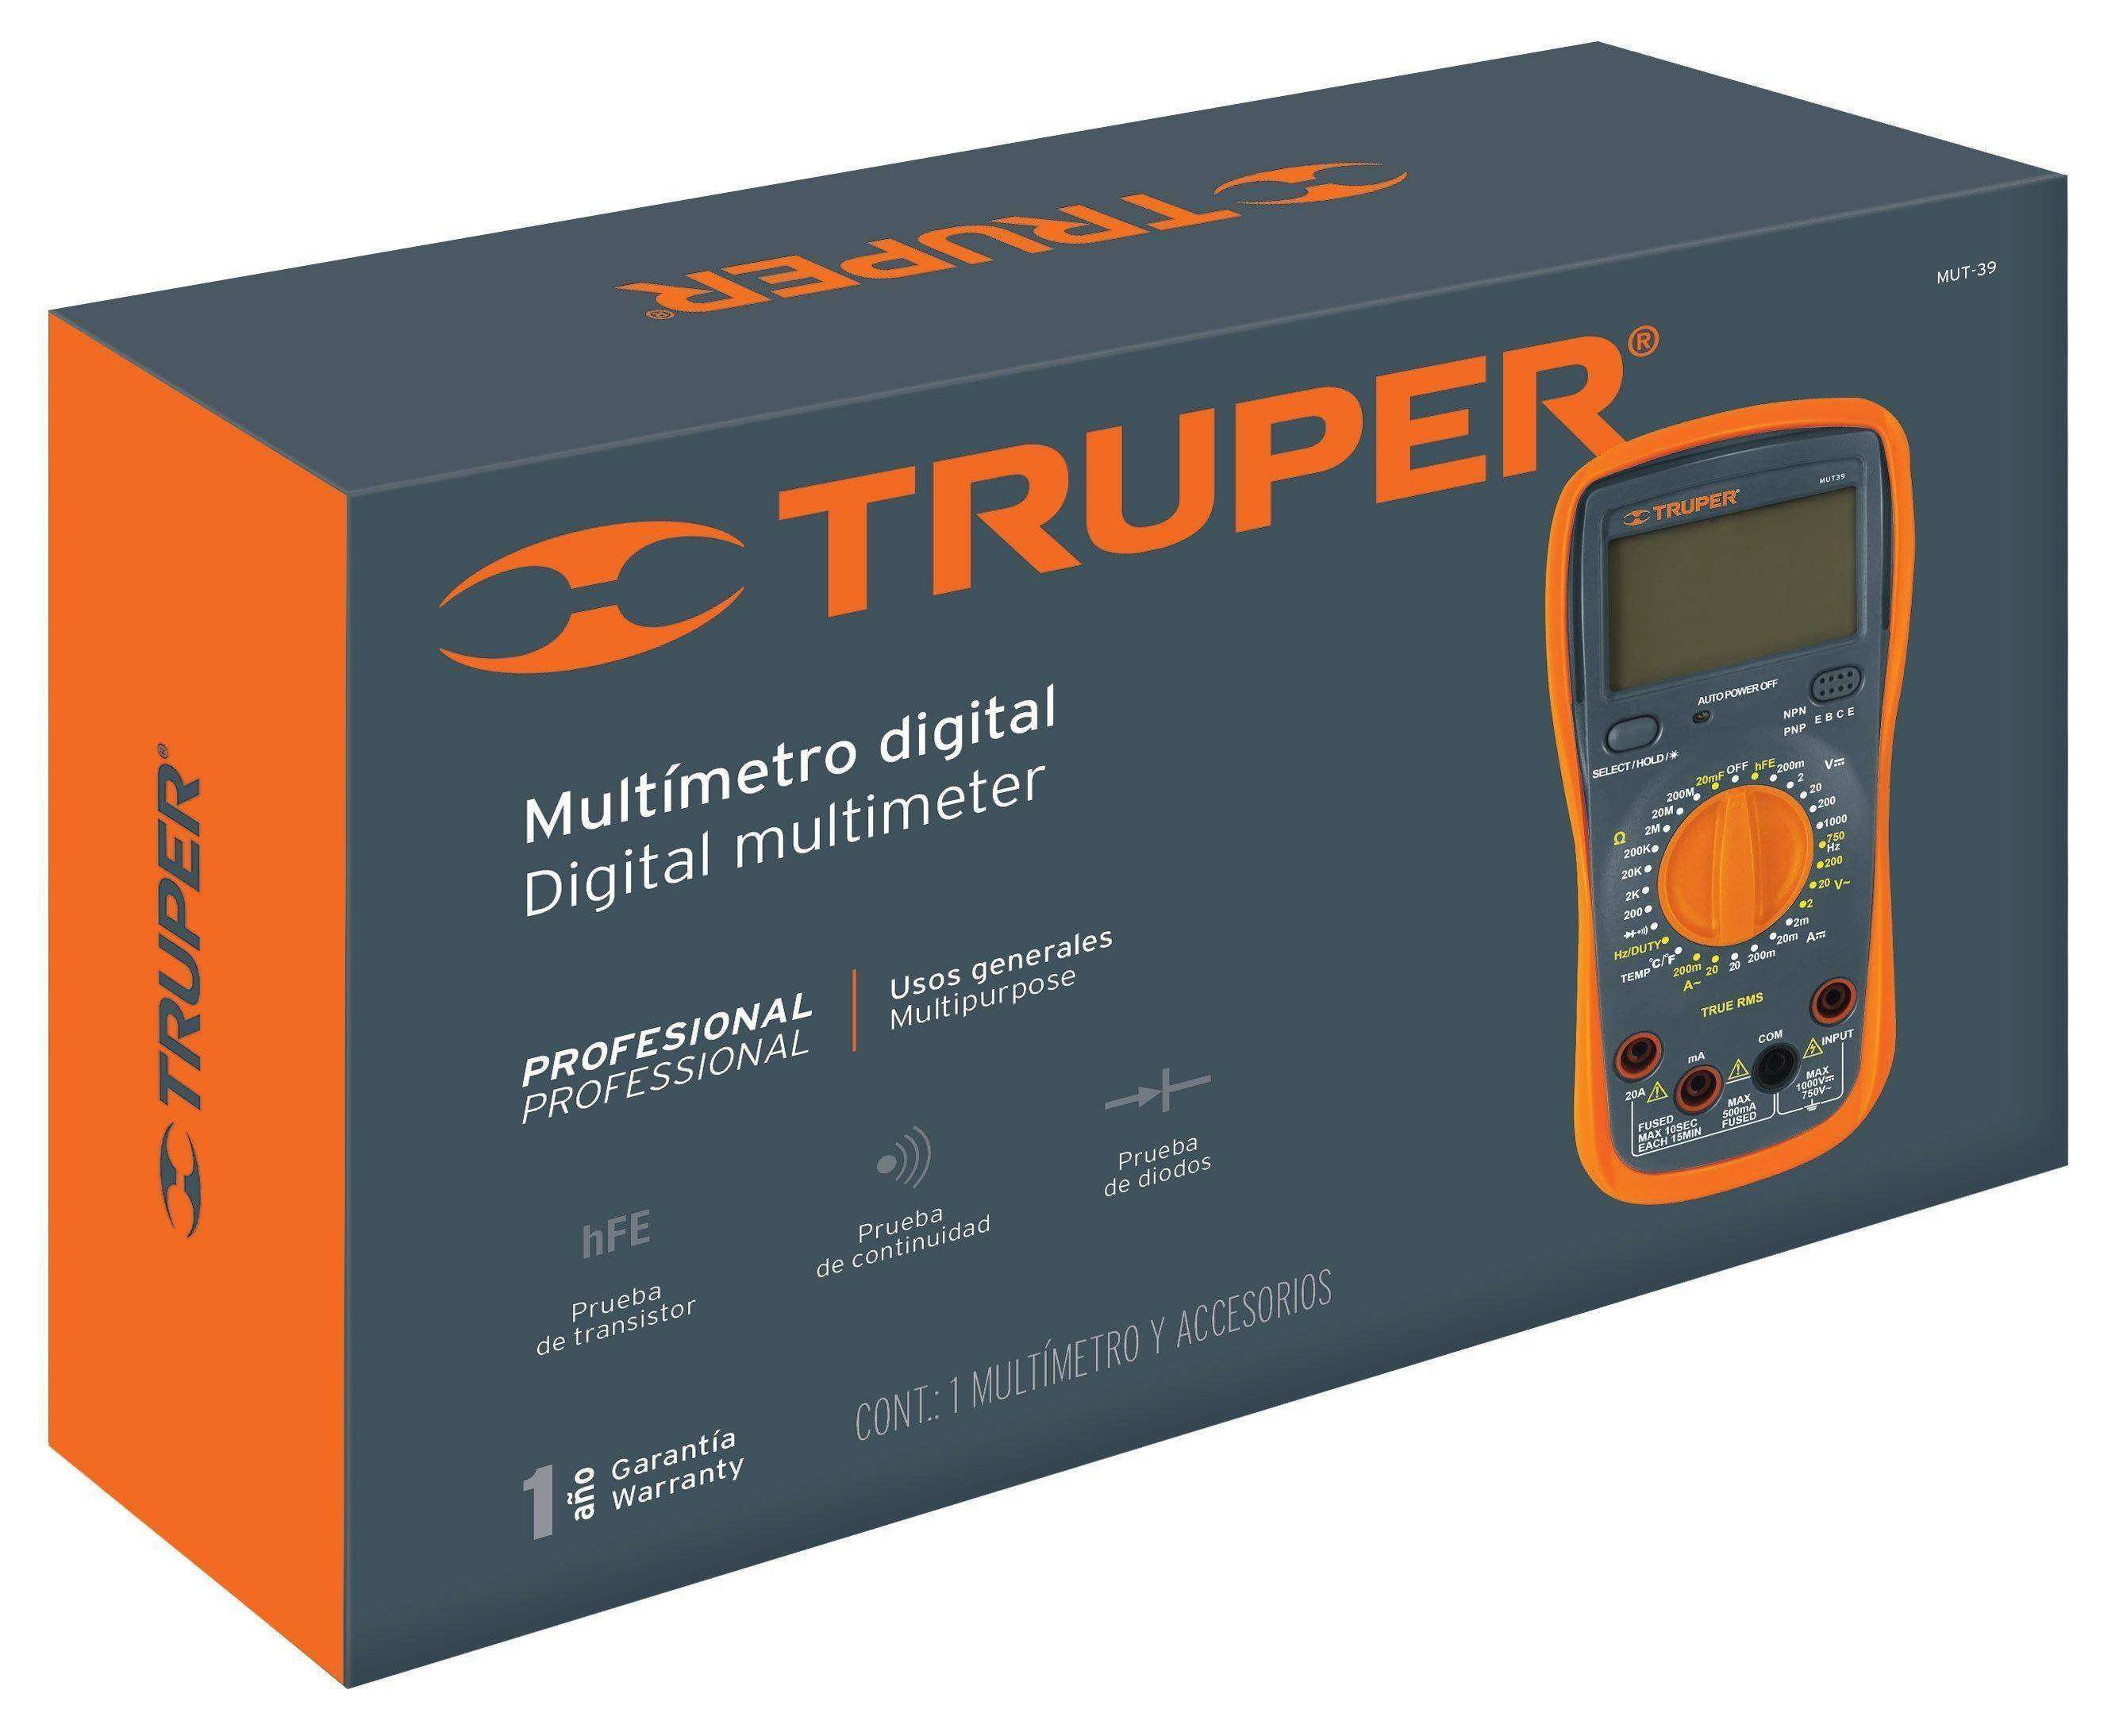 TRUPER®
MUT-39
TRUPER®
TRUPER®
Multímetro digital
Digital multimeter
PROFESIONAL
PROFESSIONAL
Usos generales
Multipurpose
hFE
Prueba
de transistor
Prueba
de continuidad
Prueba
de diodos
1 año
Garantía
Warranty
CONT.: 1 MULTÍMETRO Y ACCESORIOS
TRUPER®
MUT39
AUTO POWER OFF
NPN
PNP
E B C E
SELECT/HOLD/☀
OFF
hFE
200m
V⎓
2
20
200
1000
750
Hz
200
20 V~
2
2m
20m A⎓
200m
20
20
200m
A~
TEMP °C/°F
Hz/DUTY
200
2K
20K
200K
Ω
2M
20M
200M
20mF
TRUE RMS
20A
mA
COM
INPUT
MAX
1000V⎓
750V~
MAX
500mA
FUSED
FUSED
MAX 10SEC
EACH 15MIN